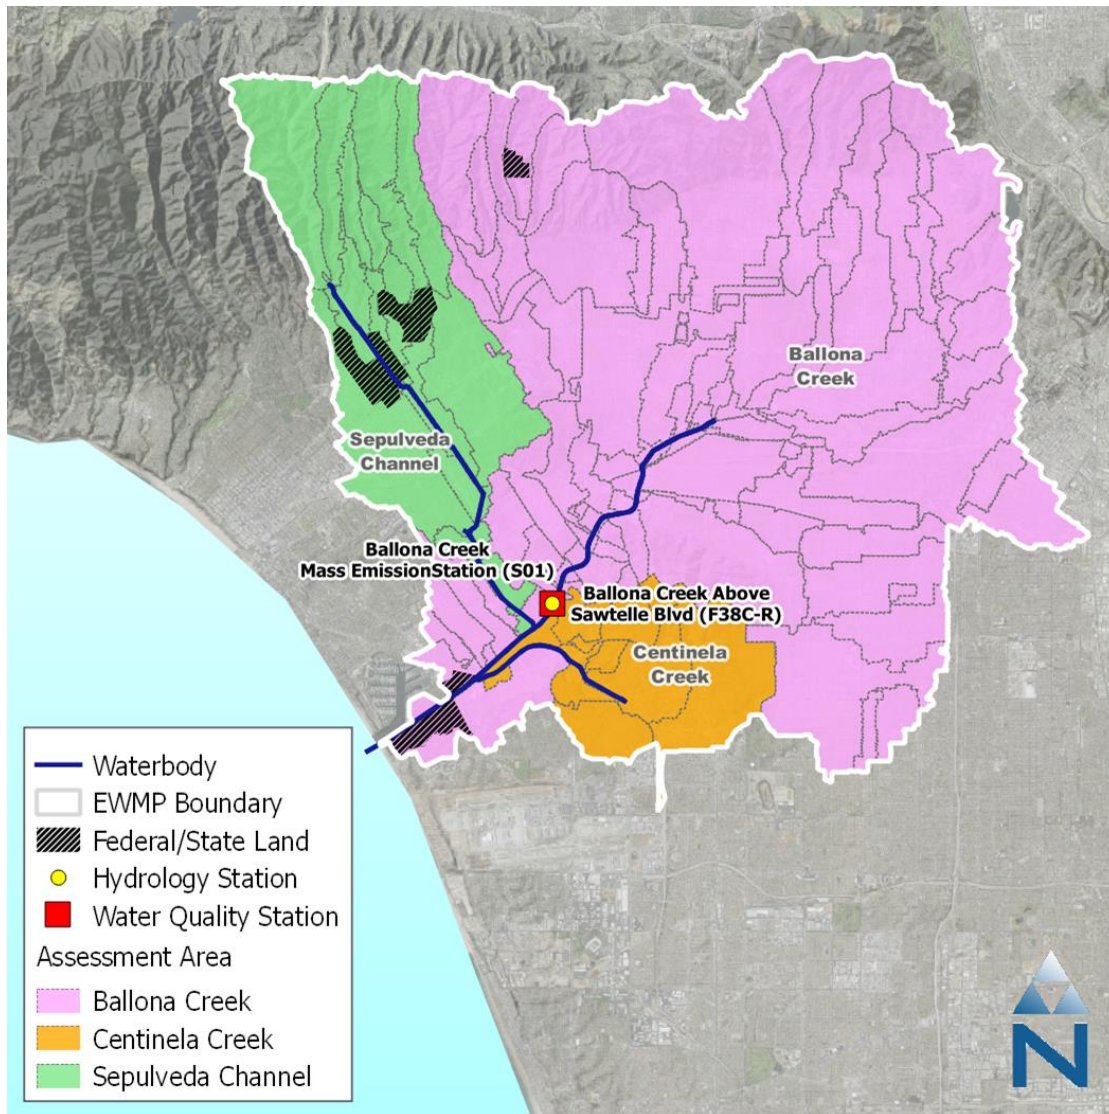 Ballona
Creek
Sepulveda
Channel
Ballona Creek
Mass EmissionStation (S01)
Ballona Creek Above
Sawtelle Blvd (F38C-R)
Centinela
Creek
Waterbody
EWMP Boundary
Federal/State Land
Hydrology Station
Water Quality Station
Assessment Area
Ballona Creek
Centinela Creek
Sepulveda Channel
N